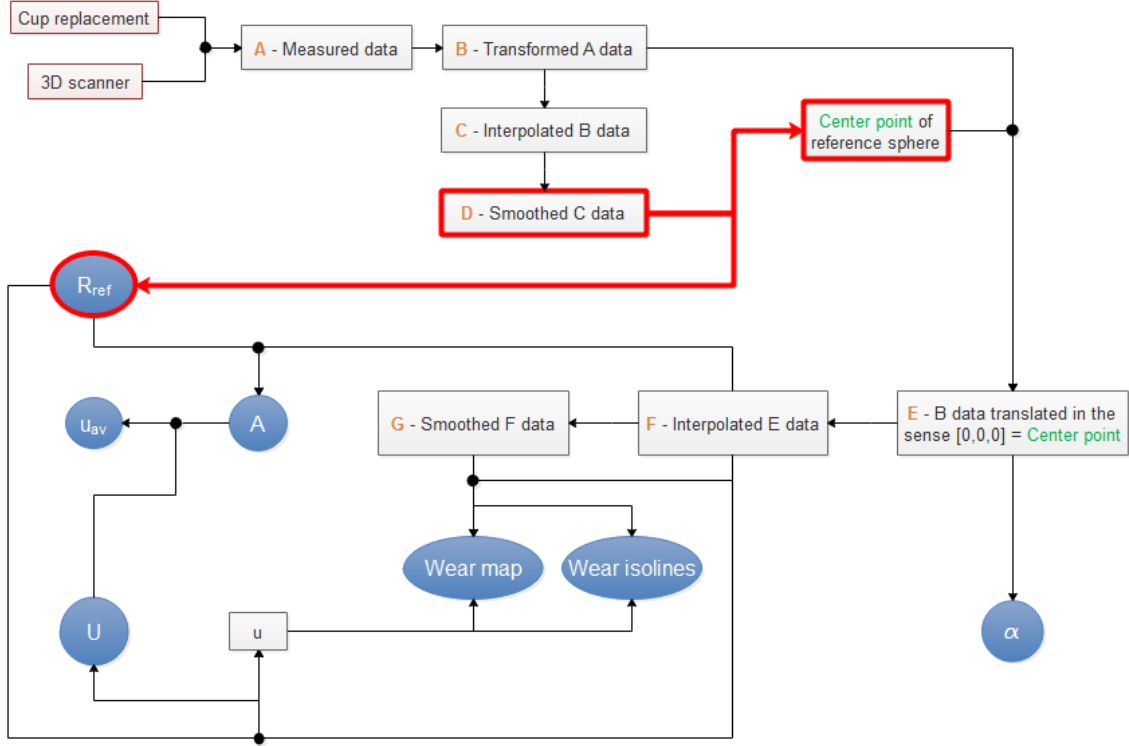 Cup replacement
A - Measured data
B - Transformed A data
3D scanner
C - Interpolated B data
Center point of
reference sphere
D - Smoothed C data
Rref
uav
A
G - Smoothed F data
F - Interpolated E data
E - B data translated in the
sense [0,0,0] = Center point
Wear map
Wear isolines
U
u
α